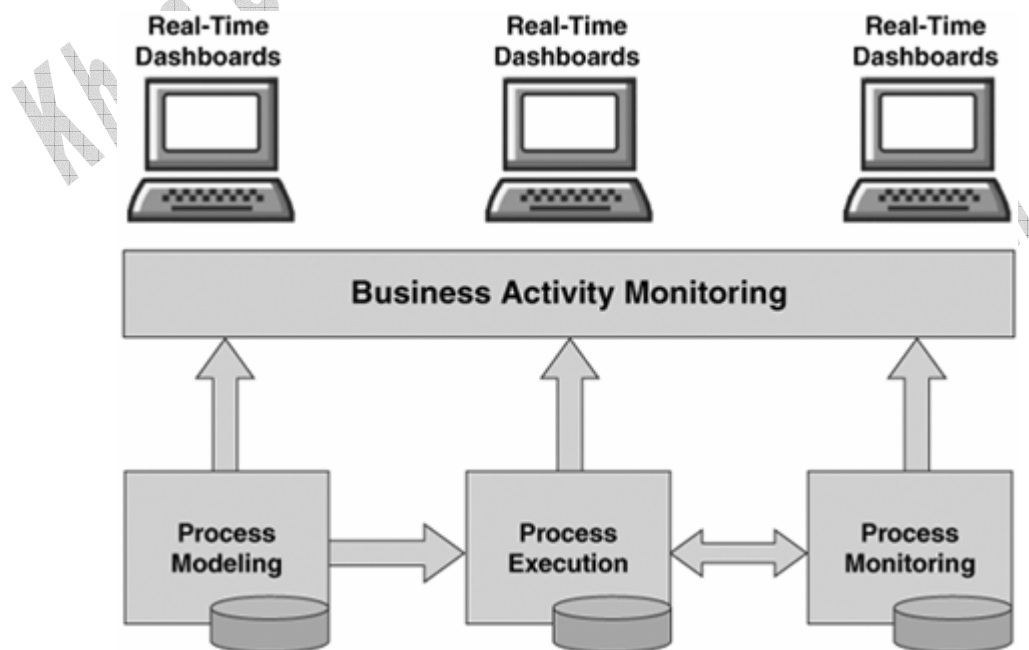 Real-Time
Dashboards
Real-Time
Dashboards
Real-Time
Dashboards
Business Activity Monitoring
Process
Modeling
Process
Execution
Process
Monitoring